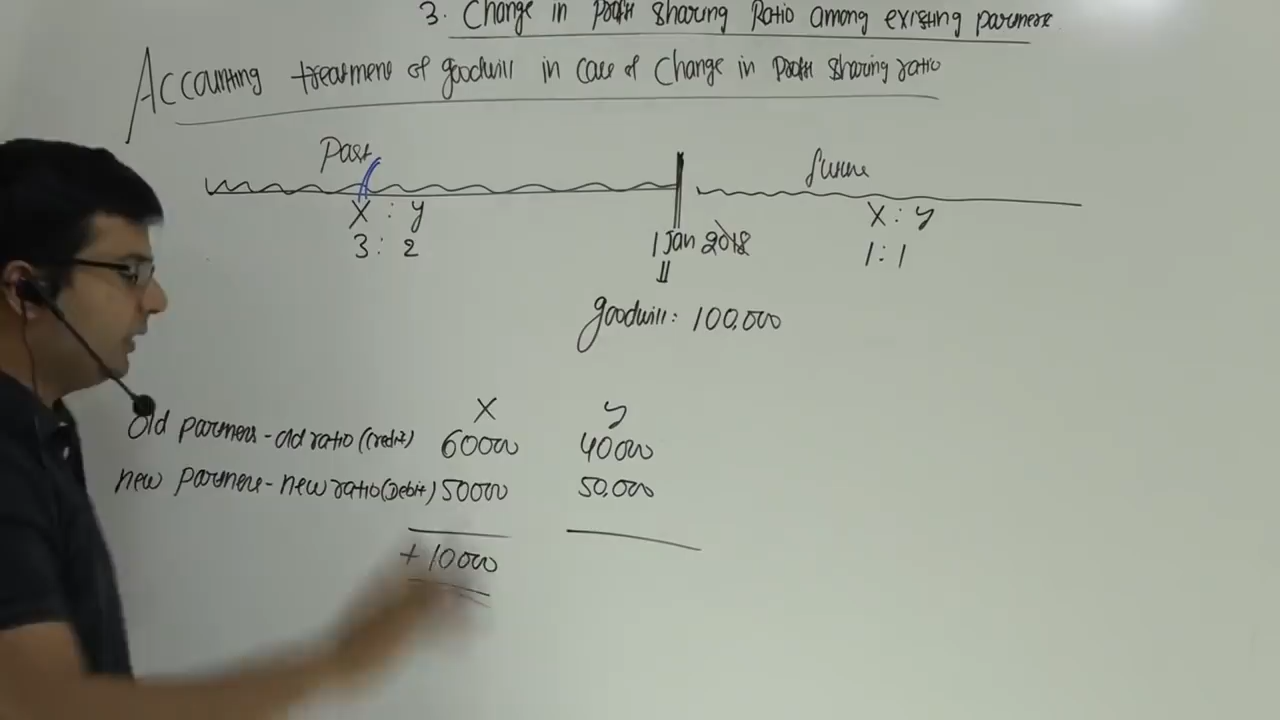 3. Change in Profit Sharing Ratio among existing partners
Accounting treatment of goodwill in case of Change in Profit Sharing ratio
Past
future
X : Y
X : Y
3 : 2
1 Jan 2018
1 : 1
goodwill: 100,000
X Y
Old partners - old ratio (Credit) 60000 40000
new partners - new ratio (Debit) 50000 50,000
+ 10000